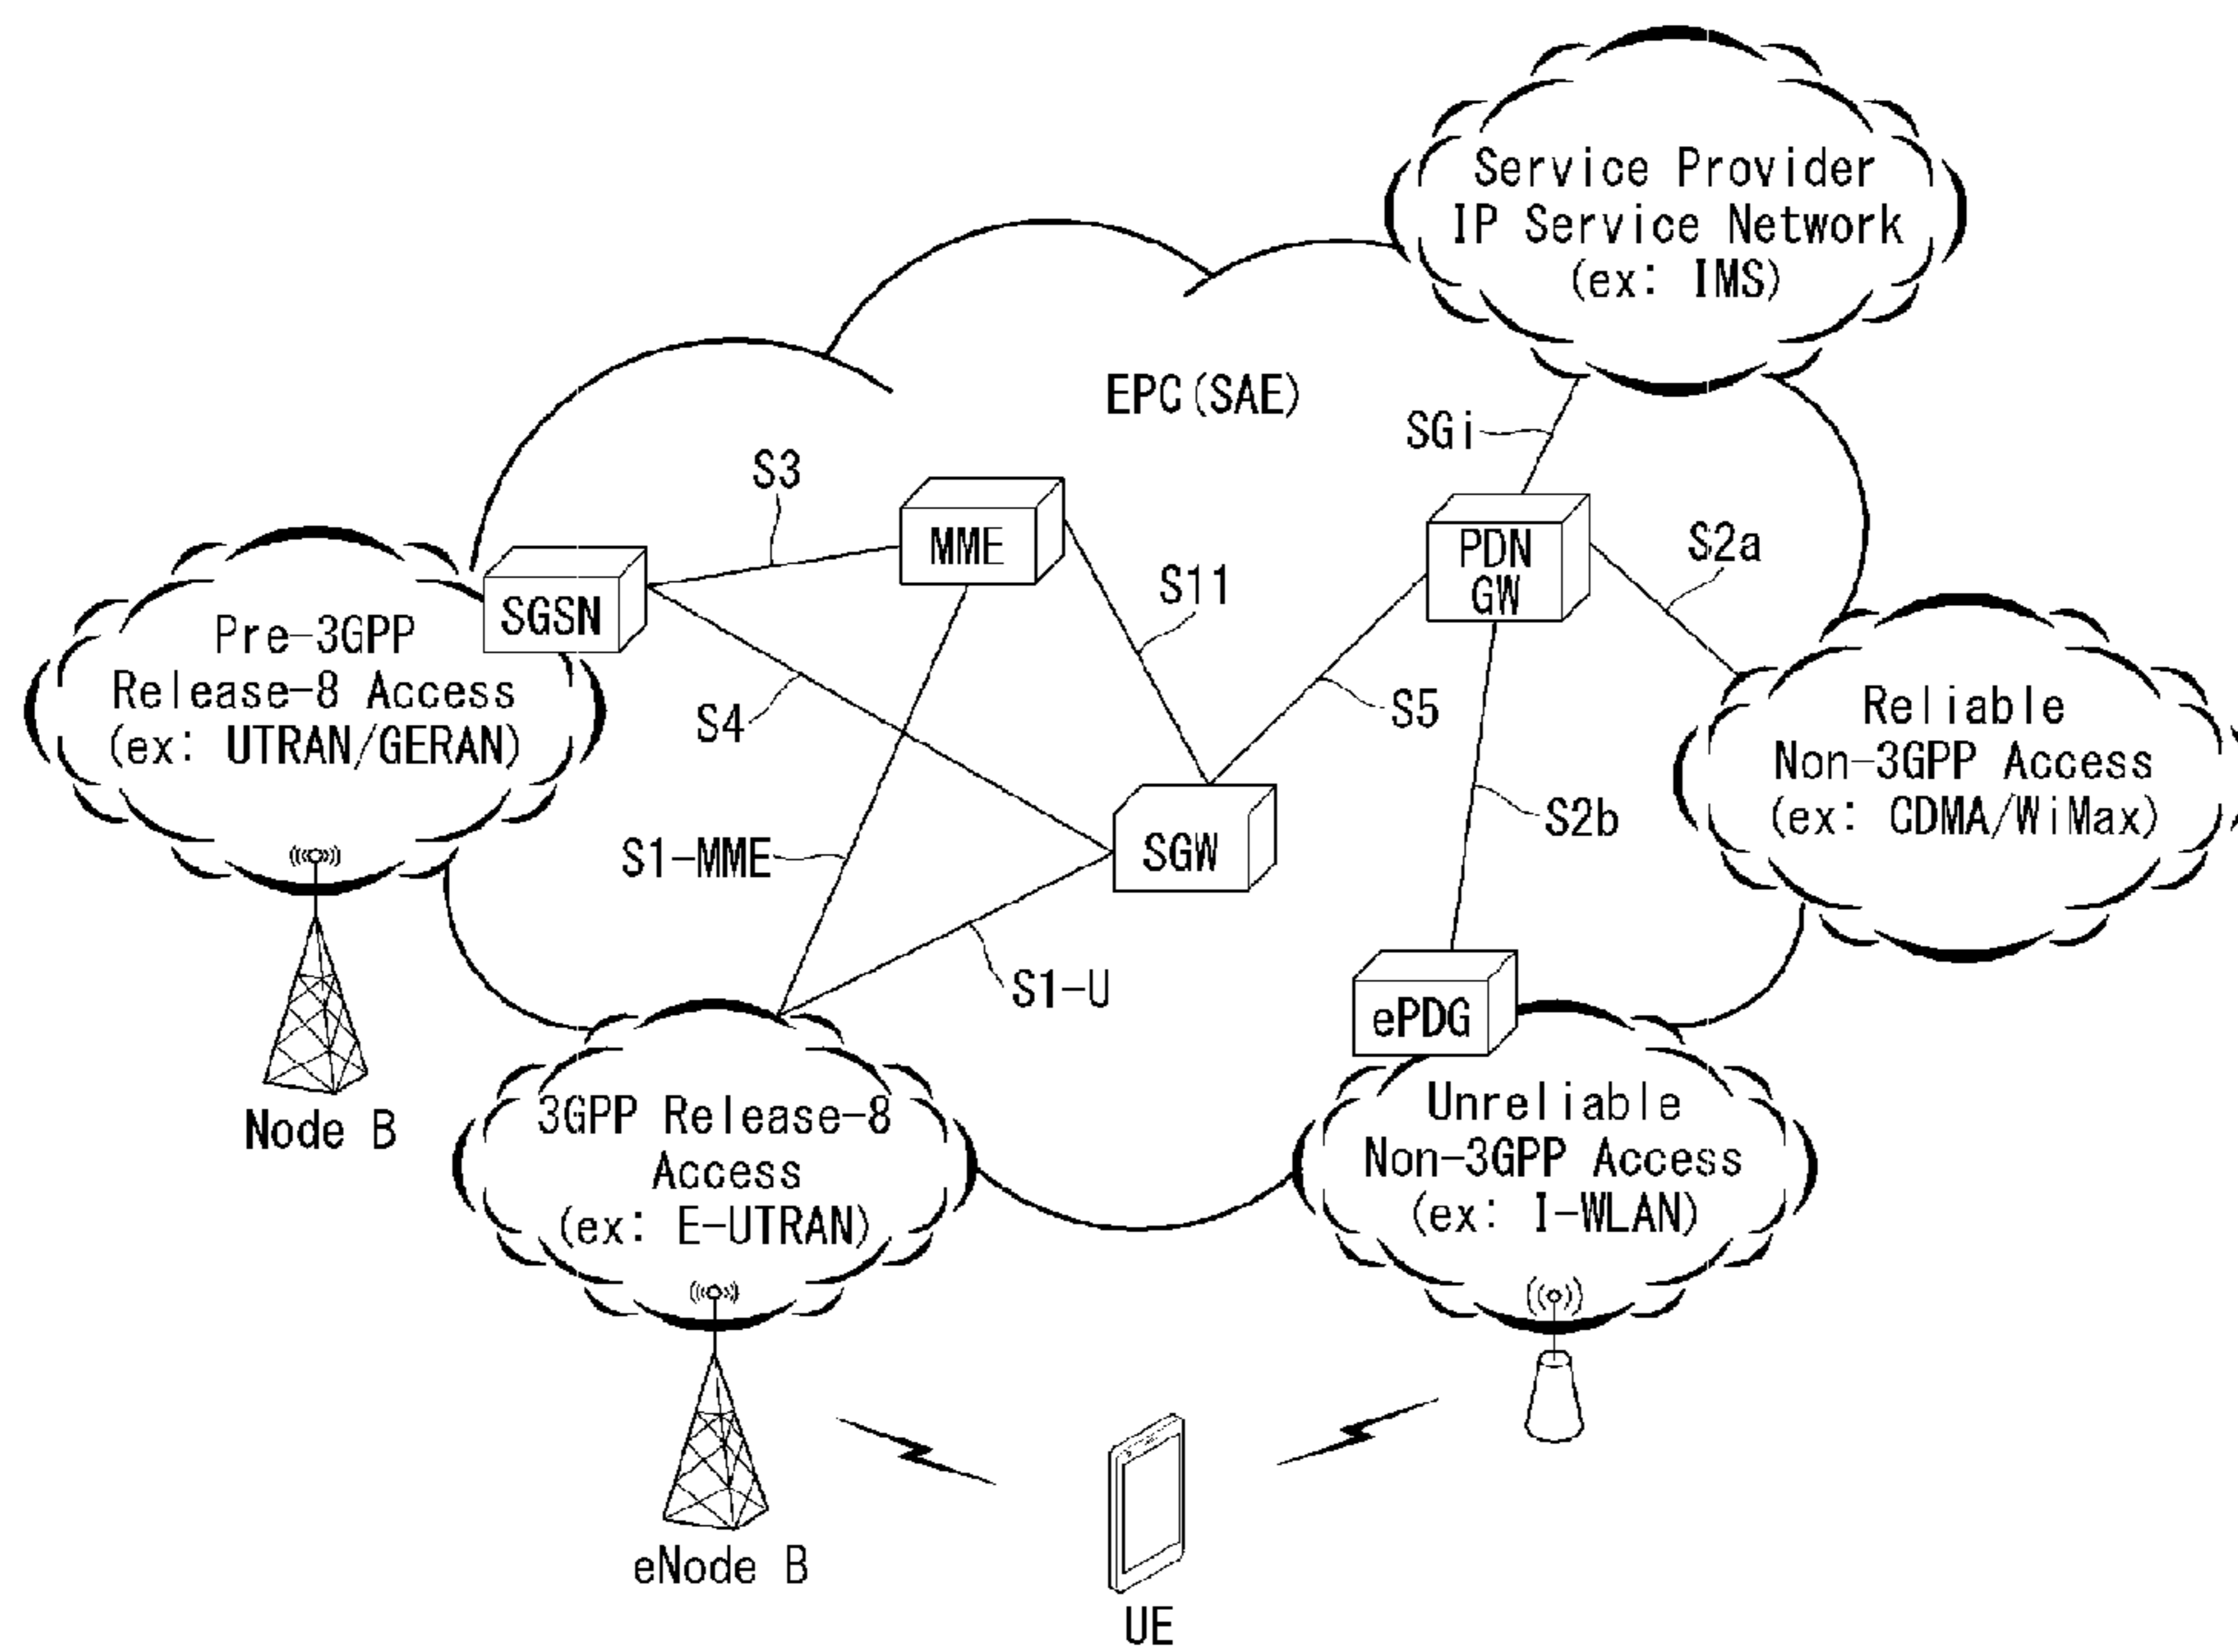 Service Provider
IP Service Network
(ex: IMS)
EPC(SAE)
SGi
S3
MME
PDN
GW
S2a
S11
SGSN
Pre-3GPP
Release-8 Access
(ex: UTRAN/GERAN)
S4
S5
Reliable
Non-3GPP Access
(ex: CDMA/WiMax)
S2b
S1-MME
SGW
S1-U
ePDG
Node B
3GPP Release-8
Access
(ex: E-UTRAN)
Unreliable
Non-3GPP Access
(ex: I-WLAN)
eNode B
UE